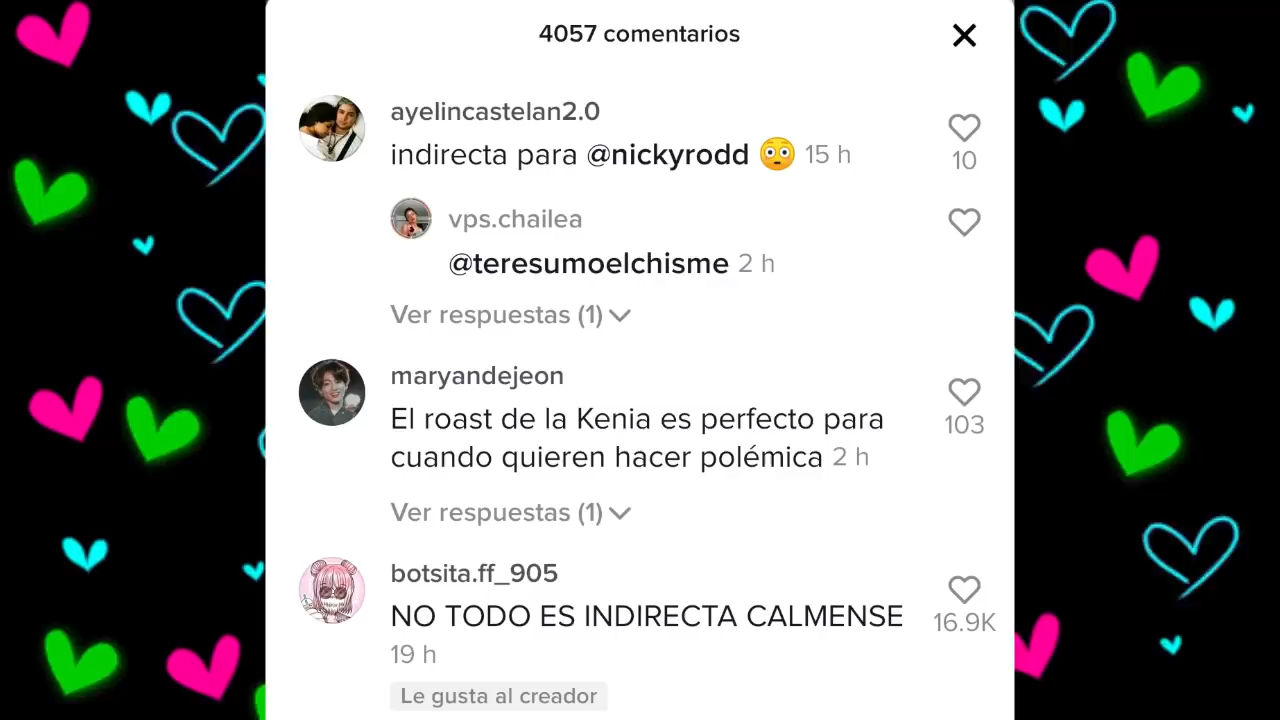 4057 comentarios
ayelincastelan2.0
indirecta para @nickyrodd 😳 15 h
10
vps.chailea
@teresumoelchisme 2 h
Ver respuestas (1)
maryandejeon
El roast de la Kenia es perfecto para
cuando quieren hacer polémica 2 h
103
Ver respuestas (1)
botsita.ff_905
NO TODO ES INDIRECTA CALMENSE
16.9K
19 h
Le gusta al creador